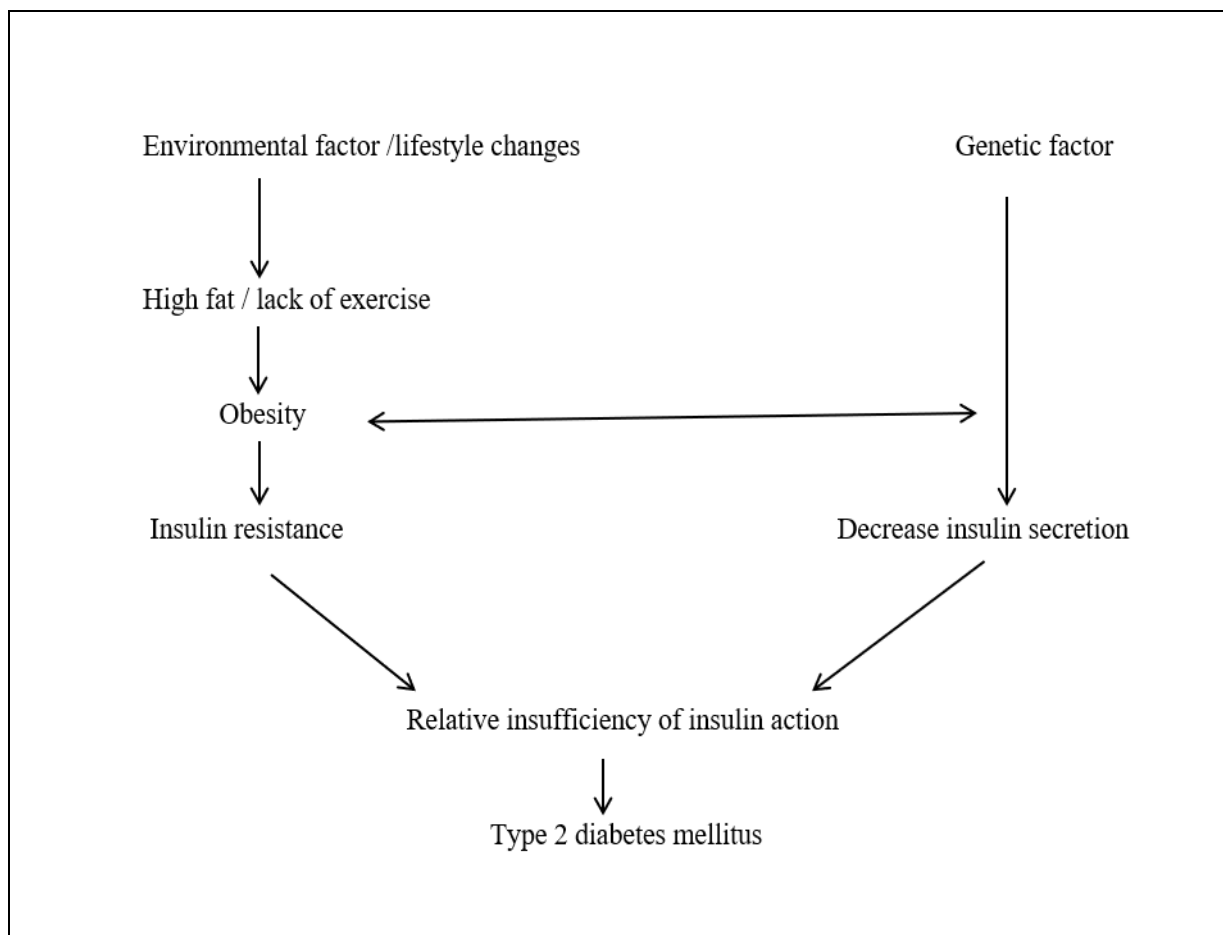 Environmental factor /lifestyle changes
Genetic factor
High fat / lack of exercise
Obesity
Insulin resistance
Decrease insulin secretion
Relative insufficiency of insulin action
Type 2 diabetes mellitus